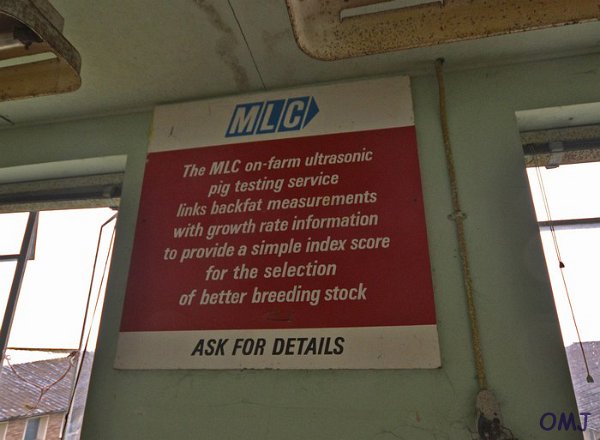 MLC
The MLC on-farm ultrasonic
pig testing service
links backfat measurements
with growth rate information
to provide a simple index score
for the selection
of better breeding stock
ASK FOR DETAILS
OMJ